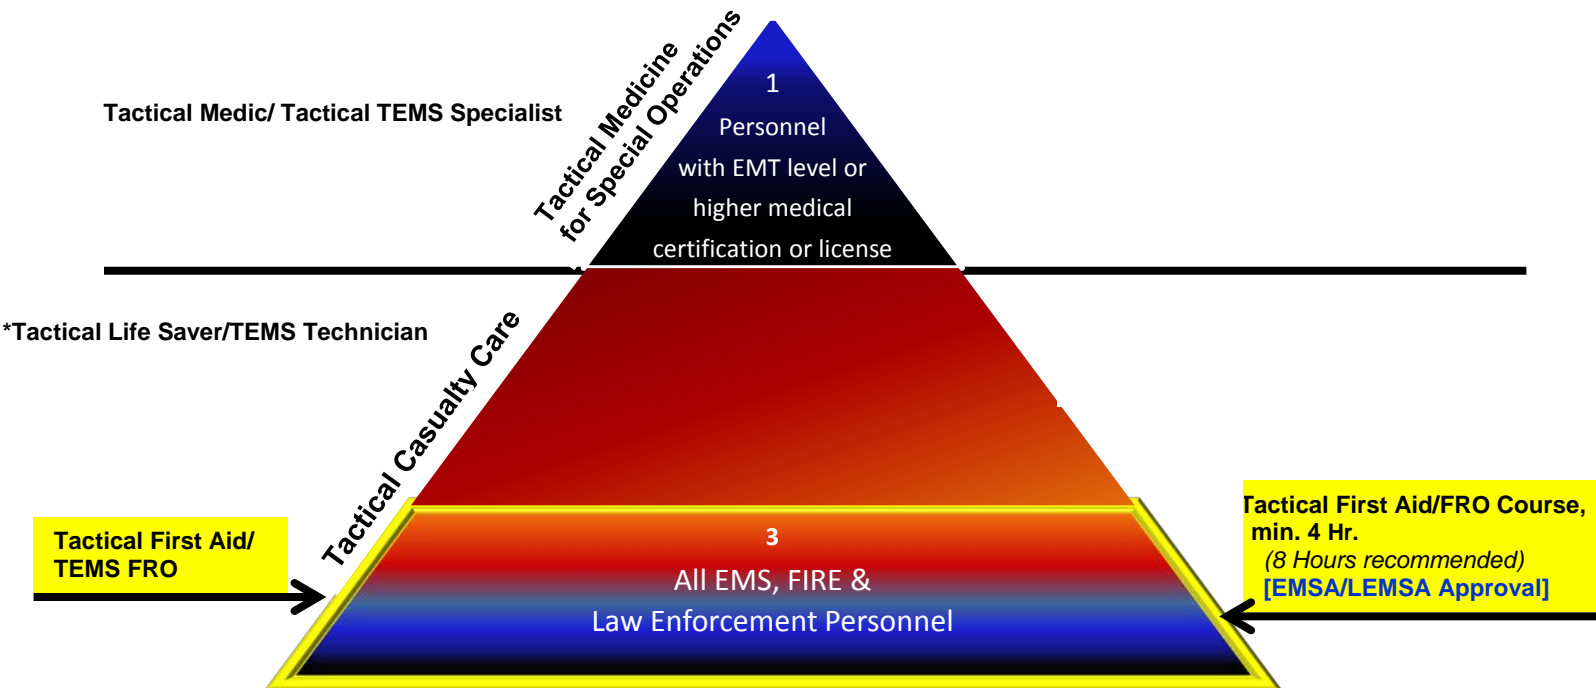 Tactical Medic/ Tactical TEMS Specialist
Tactical Medicine
for Special Operations
1
Personnel
with EMT level or
higher medical
certification or license
*Tactical Life Saver/TEMS Technician
Tactical Casualty Care
Tactical First Aid/
TEMS FRO
3
All EMS, FIRE &
Law Enforcement Personnel
Tactical First Aid/FRO Course,
min. 4 Hr.
(8 Hours recommended)
[EMSA/LEMSA Approval]